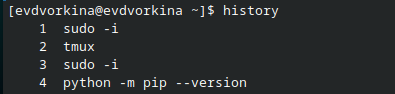 [evdvorkina@evdvorkina ~]$ history
    1  sudo -i
    2  tmux
    3  sudo -i
    4  python -m pip --version